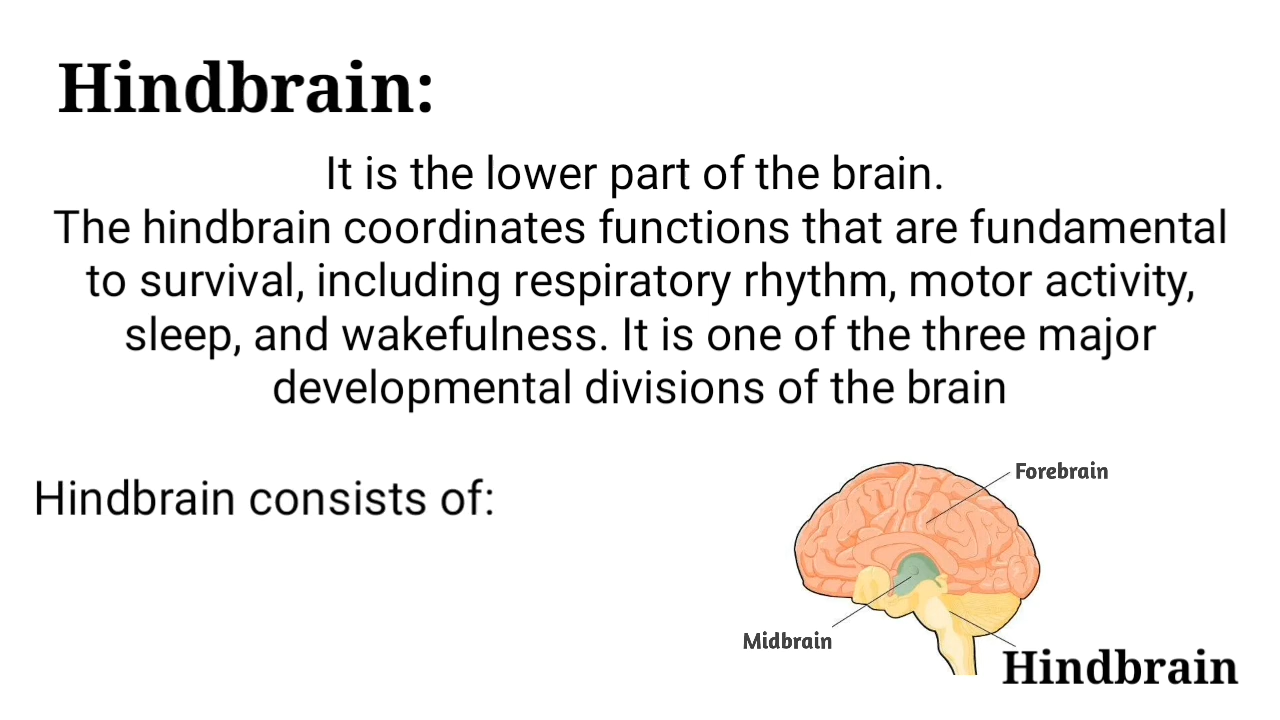 Hindbrain:
It is the lower part of the brain.
The hindbrain coordinates functions that are fundamental
to survival, including respiratory rhythm, motor activity,
sleep, and wakefulness. It is one of the three major
developmental divisions of the brain
Hindbrain consists of:
Forebrain
Midbrain
Hindbrain